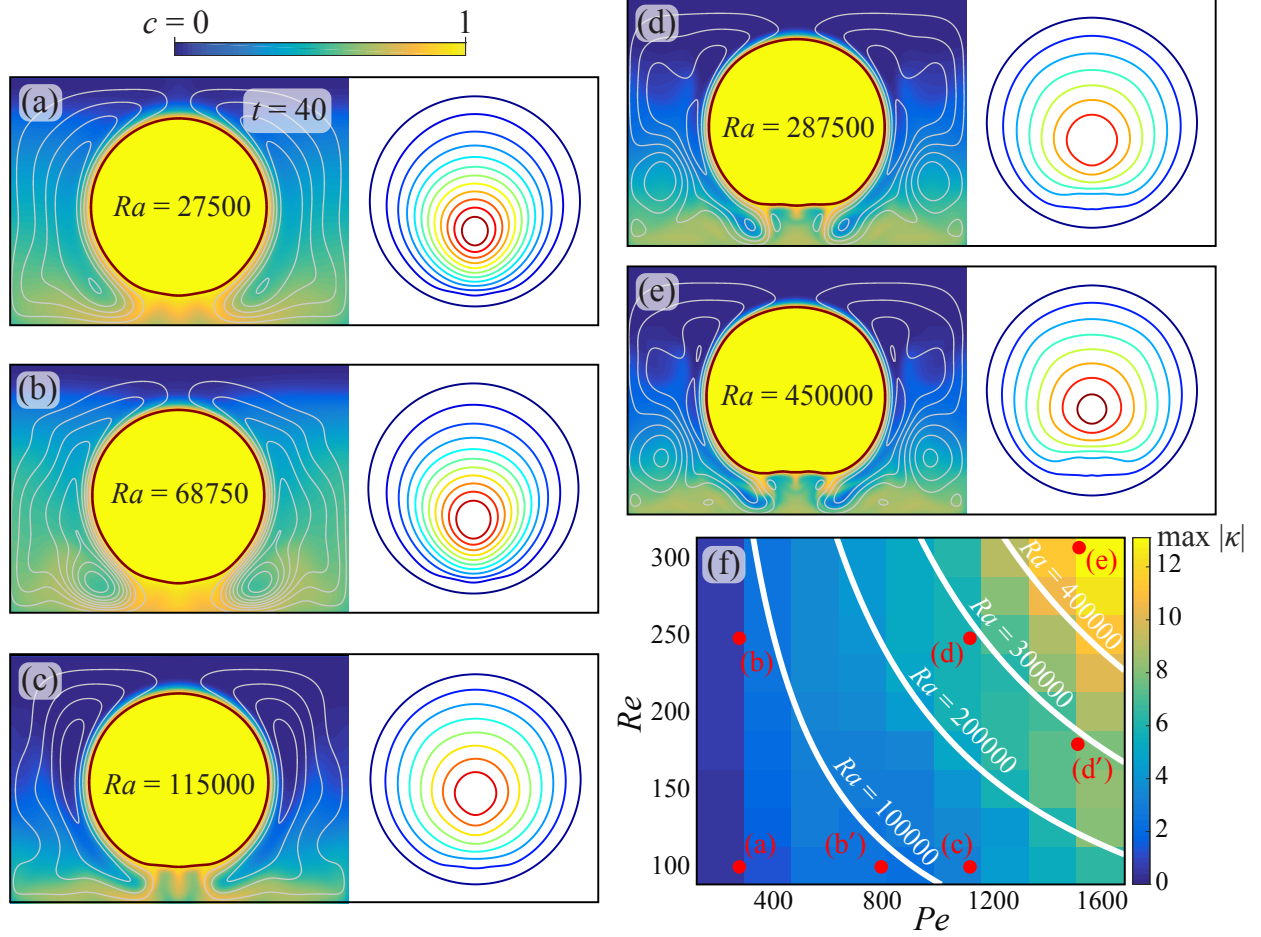 c = 0
1
(a)
t = 40
Ra = 27500
(b)
Ra = 68750
(c)
Ra = 115000
(d)
Ra = 287500
(e)
Ra = 450000
(f)
max |κ|
300
250
200
150
100
Re
400
800
1200
1600
Pe
12
10
8
6
4
2
0
Ra = 400000
Ra = 300000
Ra = 200000
Ra = 100000
(e)
(b)
(d)
(d′)
(a)
(b′)
(c)